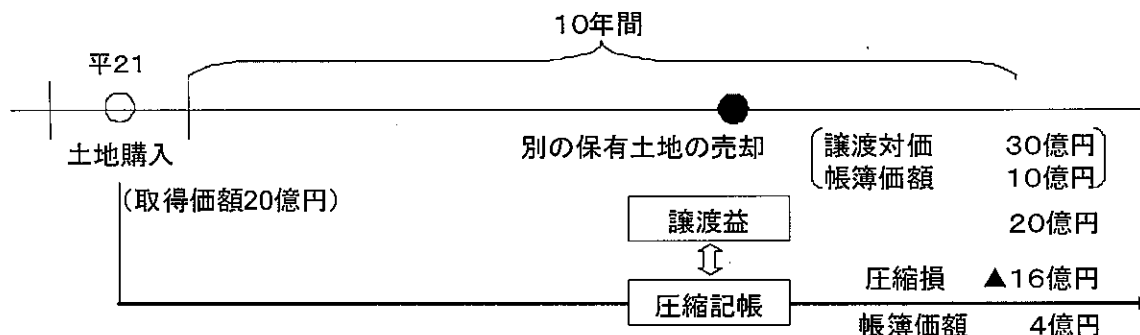 10年間
平21
土地購入
(取得価額20億円)
別の保有土地の売却
譲渡対価 30億円
帳簿価額 10億円
譲渡益 20億円
圧縮損 ▲16億円
圧縮記帳
帳簿価額 4億円